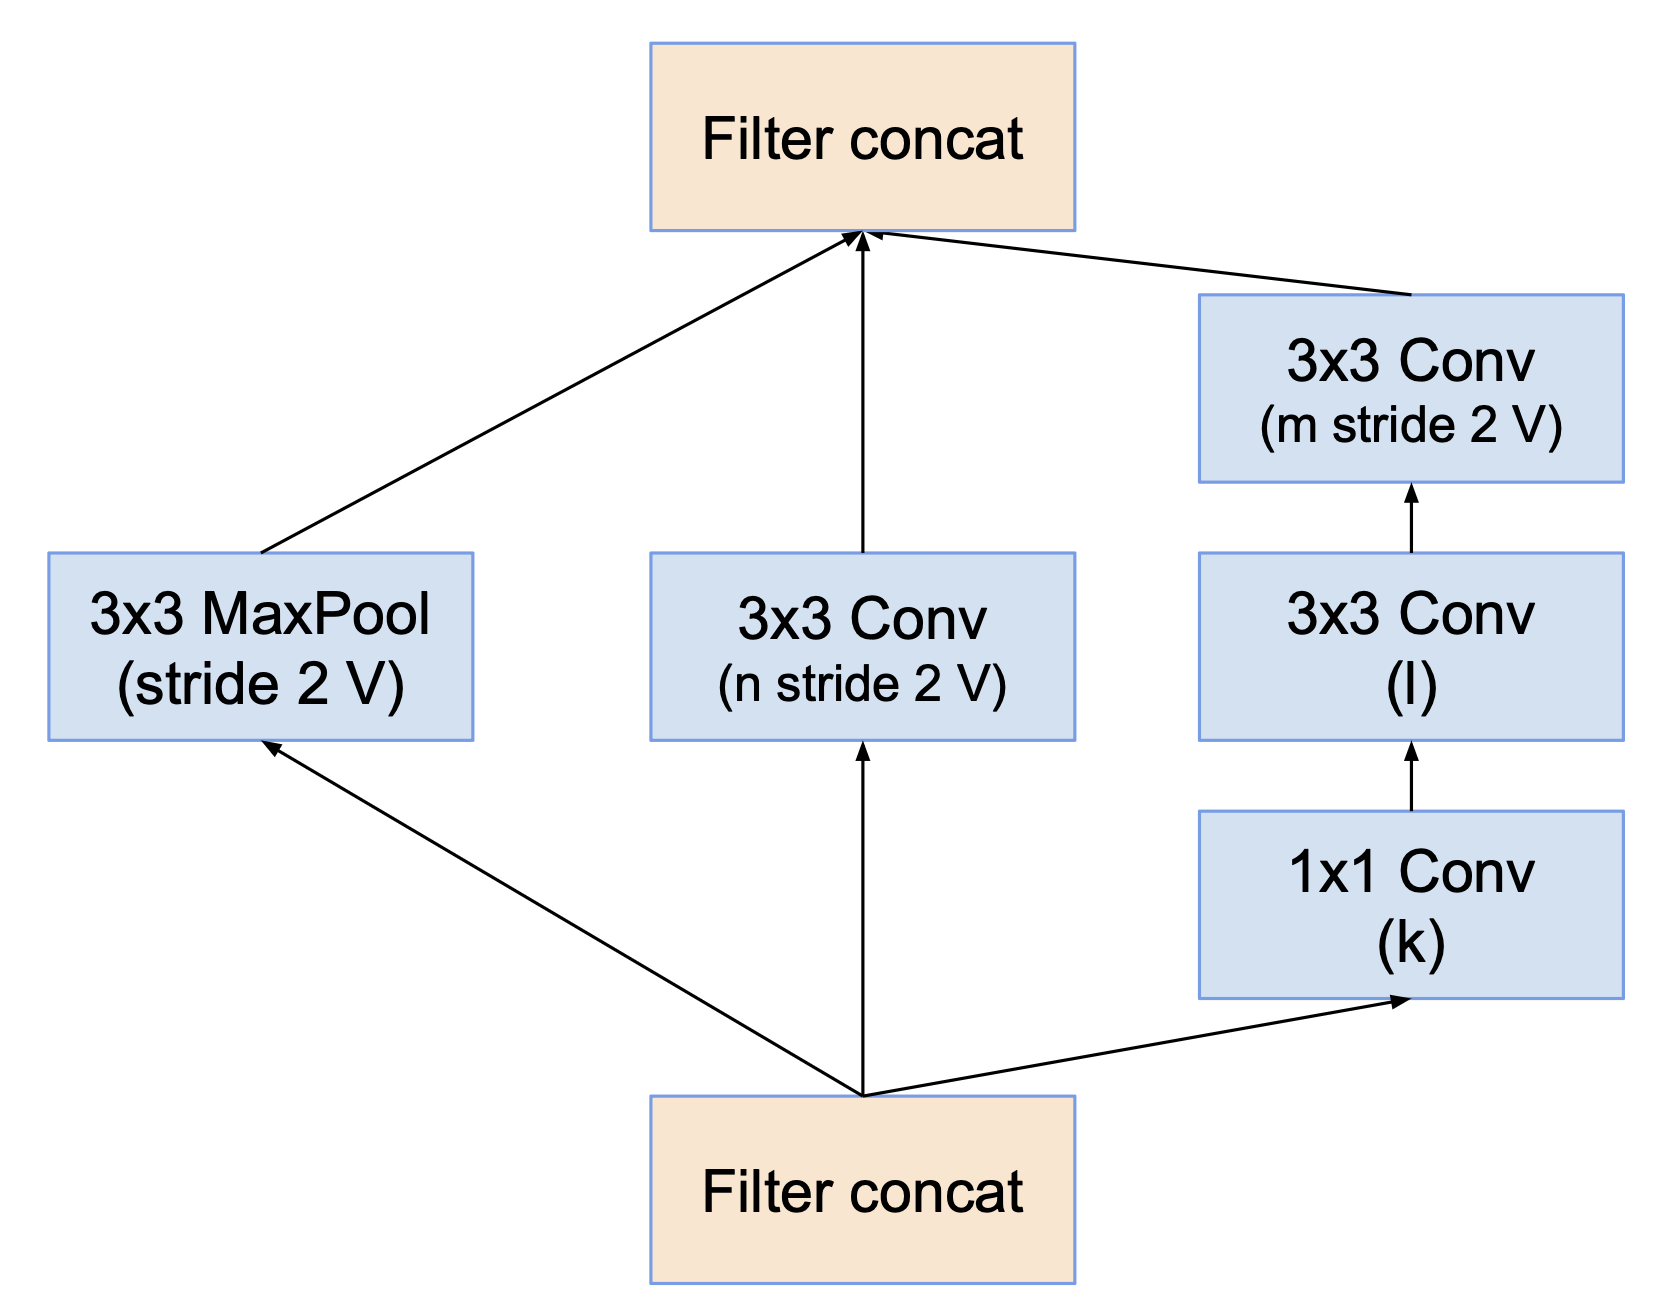 Filter concat
3x3 Conv
(m stride 2 V)
3x3 MaxPool
(stride 2 V)
3x3 Conv
(n stride 2 V)
3x3 Conv
(l)
1x1 Conv
(k)
Filter concat